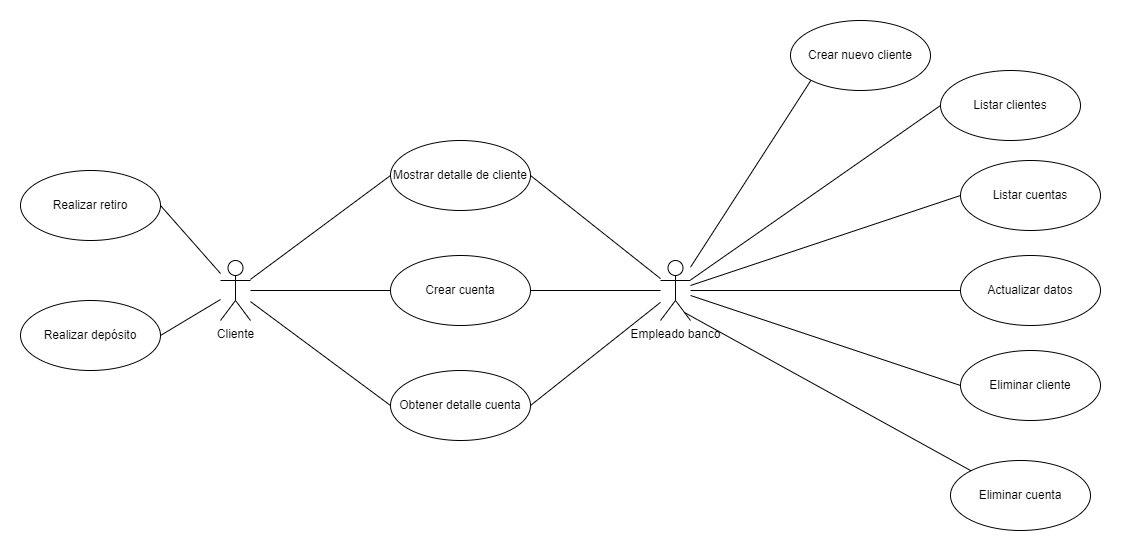 Crear nuevo cliente
Listar clientes
Mostrar detalle de cliente
Listar cuentas
Realizar retiro
Crear cuenta
Actualizar datos
Realizar depósito
Cliente
Empleado banco
Eliminar cliente
Obtener detalle cuenta
Eliminar cuenta